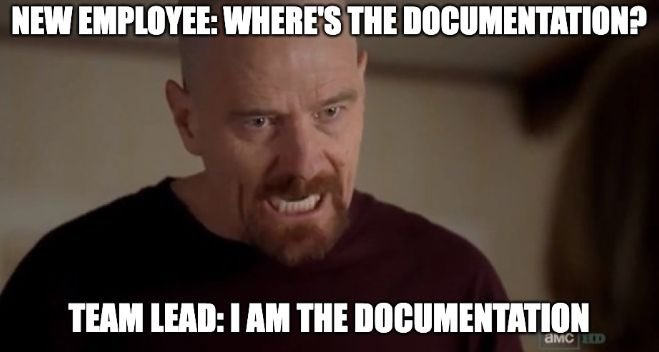 NEW EMPLOYEE: WHERE'S THE DOCUMENTATION?
TEAM LEAD: I AM THE DOCUMENTATION
amc HD